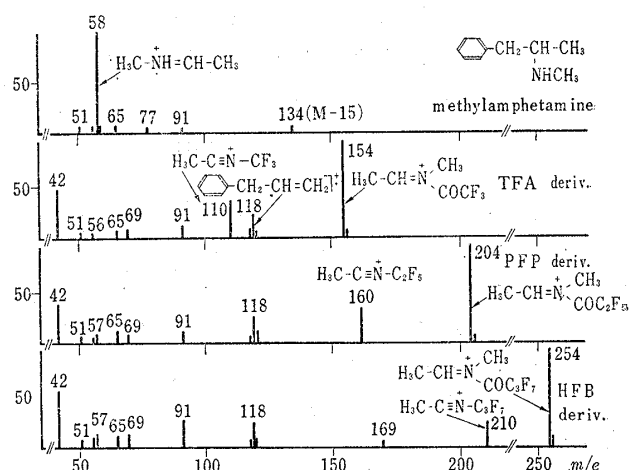 58
H₃C-NH=CH-CH₃
+
CH₂-CH-CH₃
NHCH₃
methylamphetamine
50
51 65 77 91 134(M-15)
H₃C-C≡N-CF₃
+
CH₂-CH=CH₂]⁺·
154
H₃C-CH=N
+
CH₃
COCF₃
TFA deriv.
50
42
51 56 65 69 91 110 118
204
PFP deriv.
H₃C-C≡N-C₂F₅
+
H₃C-CH=N
+
CH₃
COC₂F₅
50
42
51 57 65 69 91 118 160
254
HFB
deriv.
H₃C-CH=N
+
CH₃
COC₃F₇
H₃C-C≡N-C₃F₇
+
50
42
51 57 65 69 91 118 169 210
50 100 150 200 250 m/e